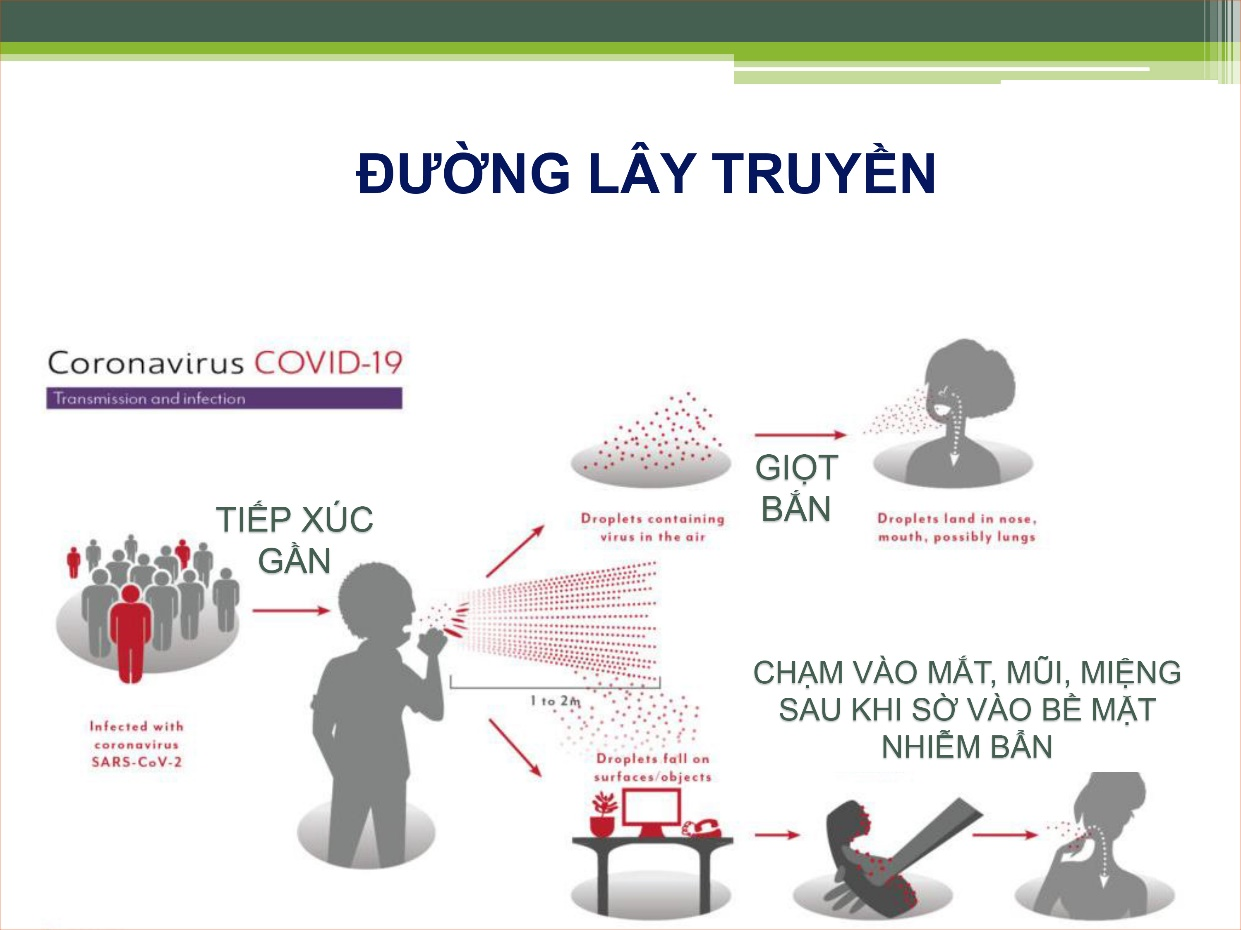 ĐƯỜNG LÂY TRUYỀN
Coronavirus COVID-19
Transmission and infection
TIẾP XÚC
GẦN
Infected with
coronavirus
SARS-CoV-2
1 to 2m
Droplets containing
virus in the air
GIỌT
BẮN
Droplets land in nose,
mouth, possibly lungs
Droplets fall on
surfaces/objects
CHẠM VÀO MẮT, MŨI, MIỆNG
SAU KHI SỜ VÀO BỀ MẶT
NHIỄM BẨN